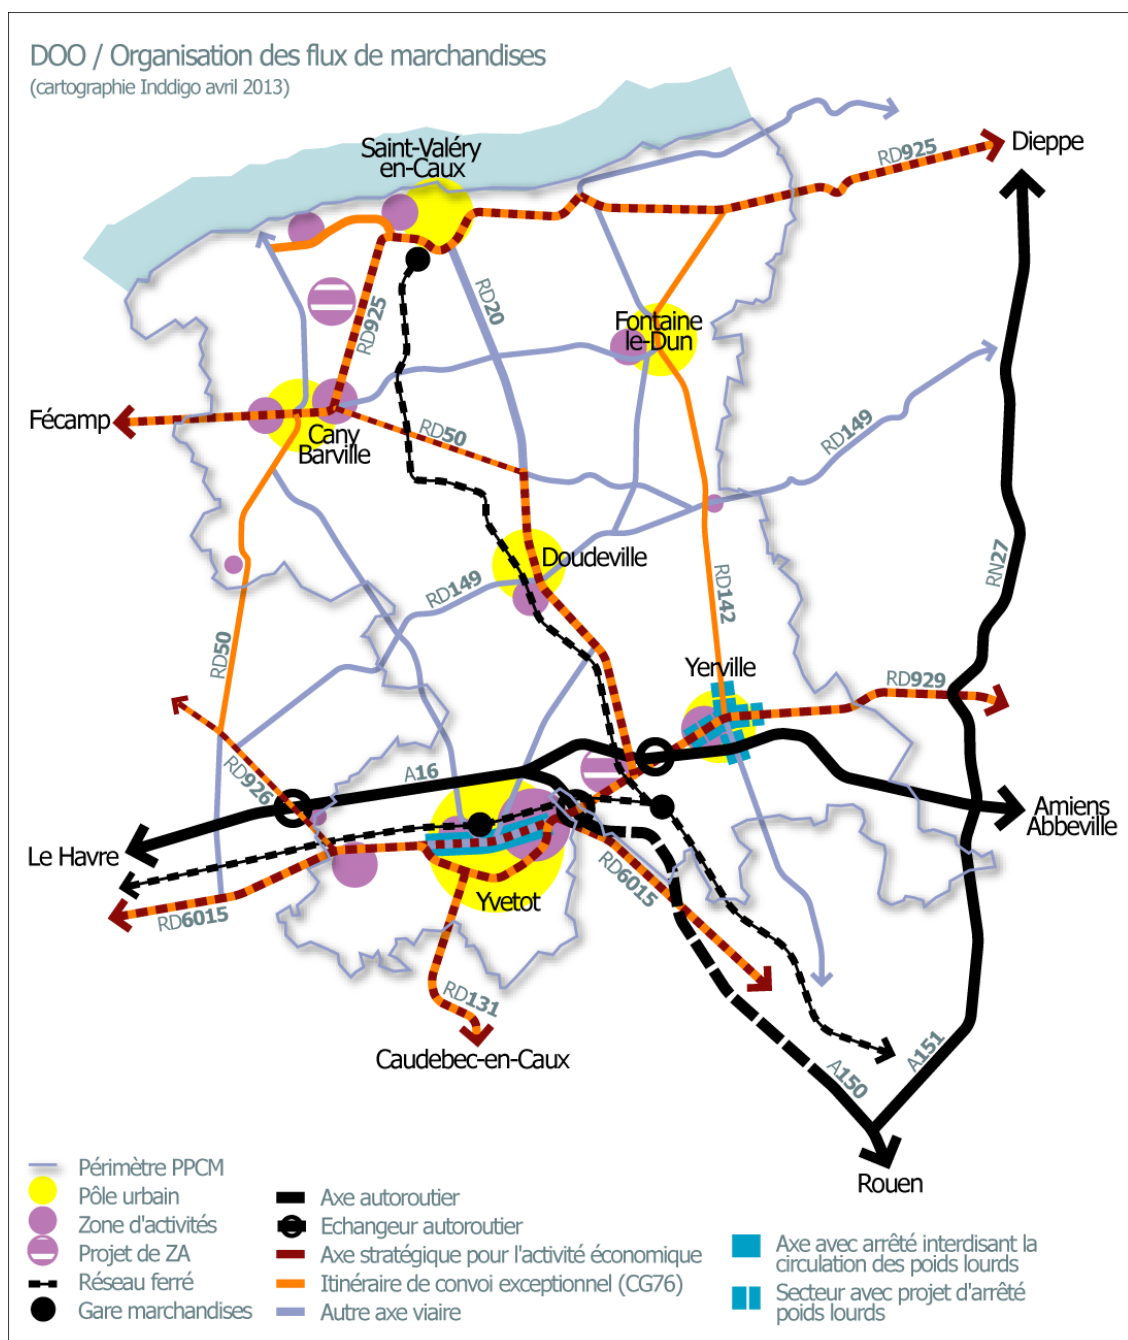 DOO / Organisation des flux de marchandises
(cartographie Inddigo avril 2013)
Saint-Valéry
en-Caux
RD925
Dieppe
RD20
RD925
Fontaine
le-Dun
Fécamp
Cany
Barville
RD50
RD149
Doudeville
RN27
RD149
RD142
RD50
Yerville
RD929
RD926
A16
Amiens
Abbeville
Le Havre
RD6015
RD6015
Yvetot
RD131
Caudebec-en-Caux
A150
A151
Rouen
Périmètre PPCM
Pôle urbain
Zone d'activités
Projet de ZA
Réseau ferré
Gare marchandises
Axe autoroutier
Echangeur autoroutier
Axe stratégique pour l'activité économique
Itinéraire de convoi exceptionnel (CG76)
Autre axe viaire
Axe avec arrêté interdisant la
circulation des poids lourds
Secteur avec projet d'arrêté
poids lourds